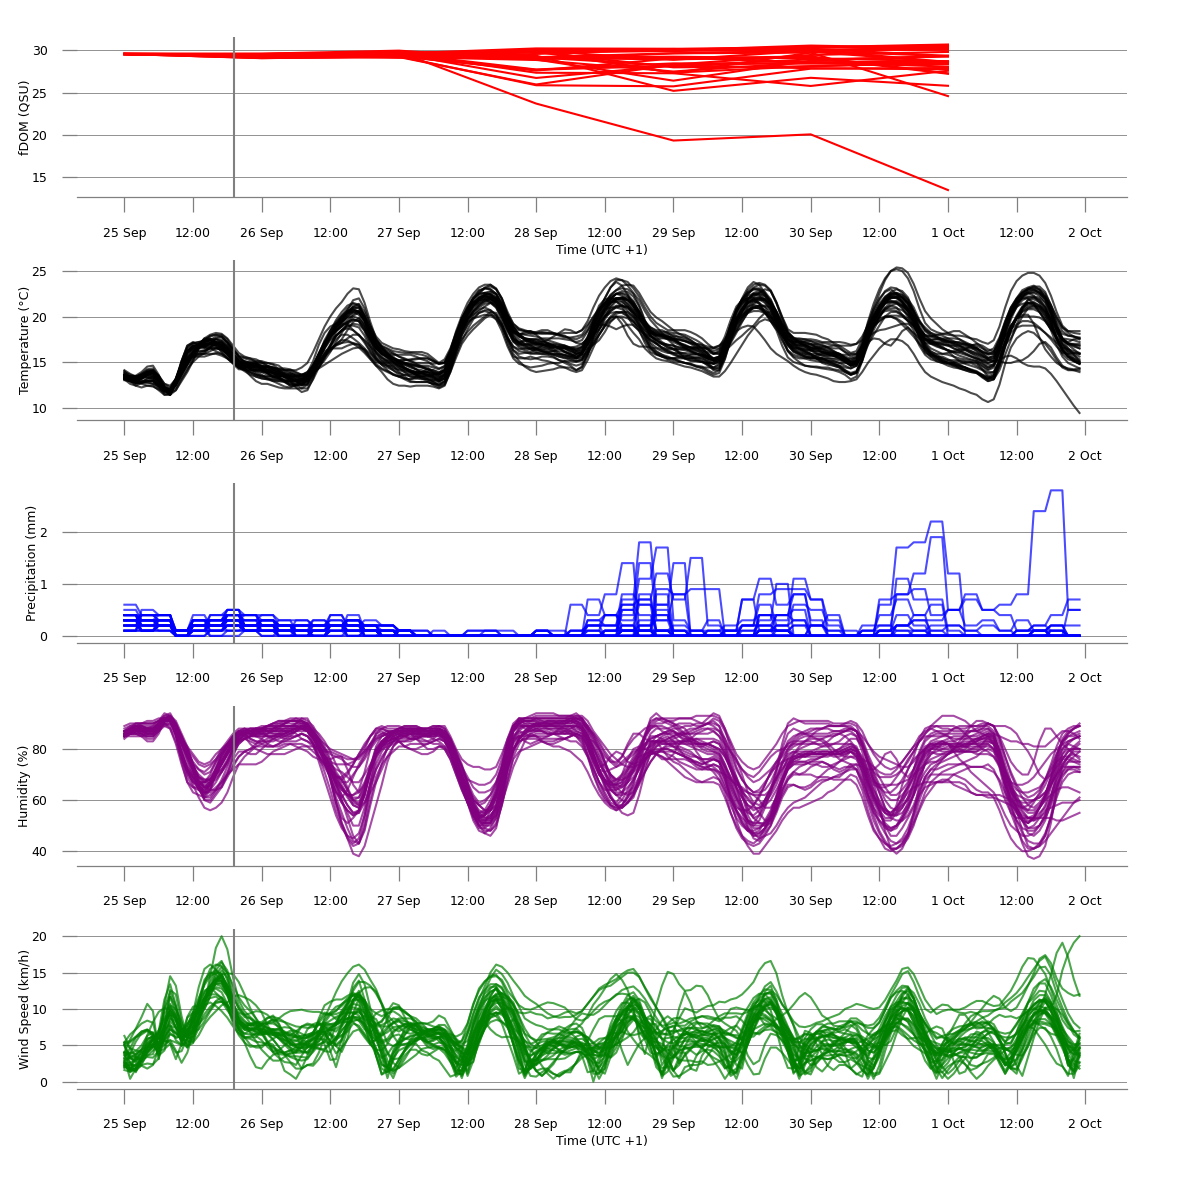 fDOM (QSU)
30
25
20
15
25 Sep 12:00 26 Sep 12:00 27 Sep 12:00 28 Sep 12:00 29 Sep 12:00 30 Sep 12:00 1 Oct 12:00 2 Oct
Time (UTC +1)
Temperature (°C)
25
20
15
10
25 Sep 12:00 26 Sep 12:00 27 Sep 12:00 28 Sep 12:00 29 Sep 12:00 30 Sep 12:00 1 Oct 12:00 2 Oct
Precipitation (mm)
2
1
0
25 Sep 12:00 26 Sep 12:00 27 Sep 12:00 28 Sep 12:00 29 Sep 12:00 30 Sep 12:00 1 Oct 12:00 2 Oct
Humidity (%)
80
60
40
25 Sep 12:00 26 Sep 12:00 27 Sep 12:00 28 Sep 12:00 29 Sep 12:00 30 Sep 12:00 1 Oct 12:00 2 Oct
Wind Speed (km/h)
20
15
10
5
0
25 Sep 12:00 26 Sep 12:00 27 Sep 12:00 28 Sep 12:00 29 Sep 12:00 30 Sep 12:00 1 Oct 12:00 2 Oct
Time (UTC +1)